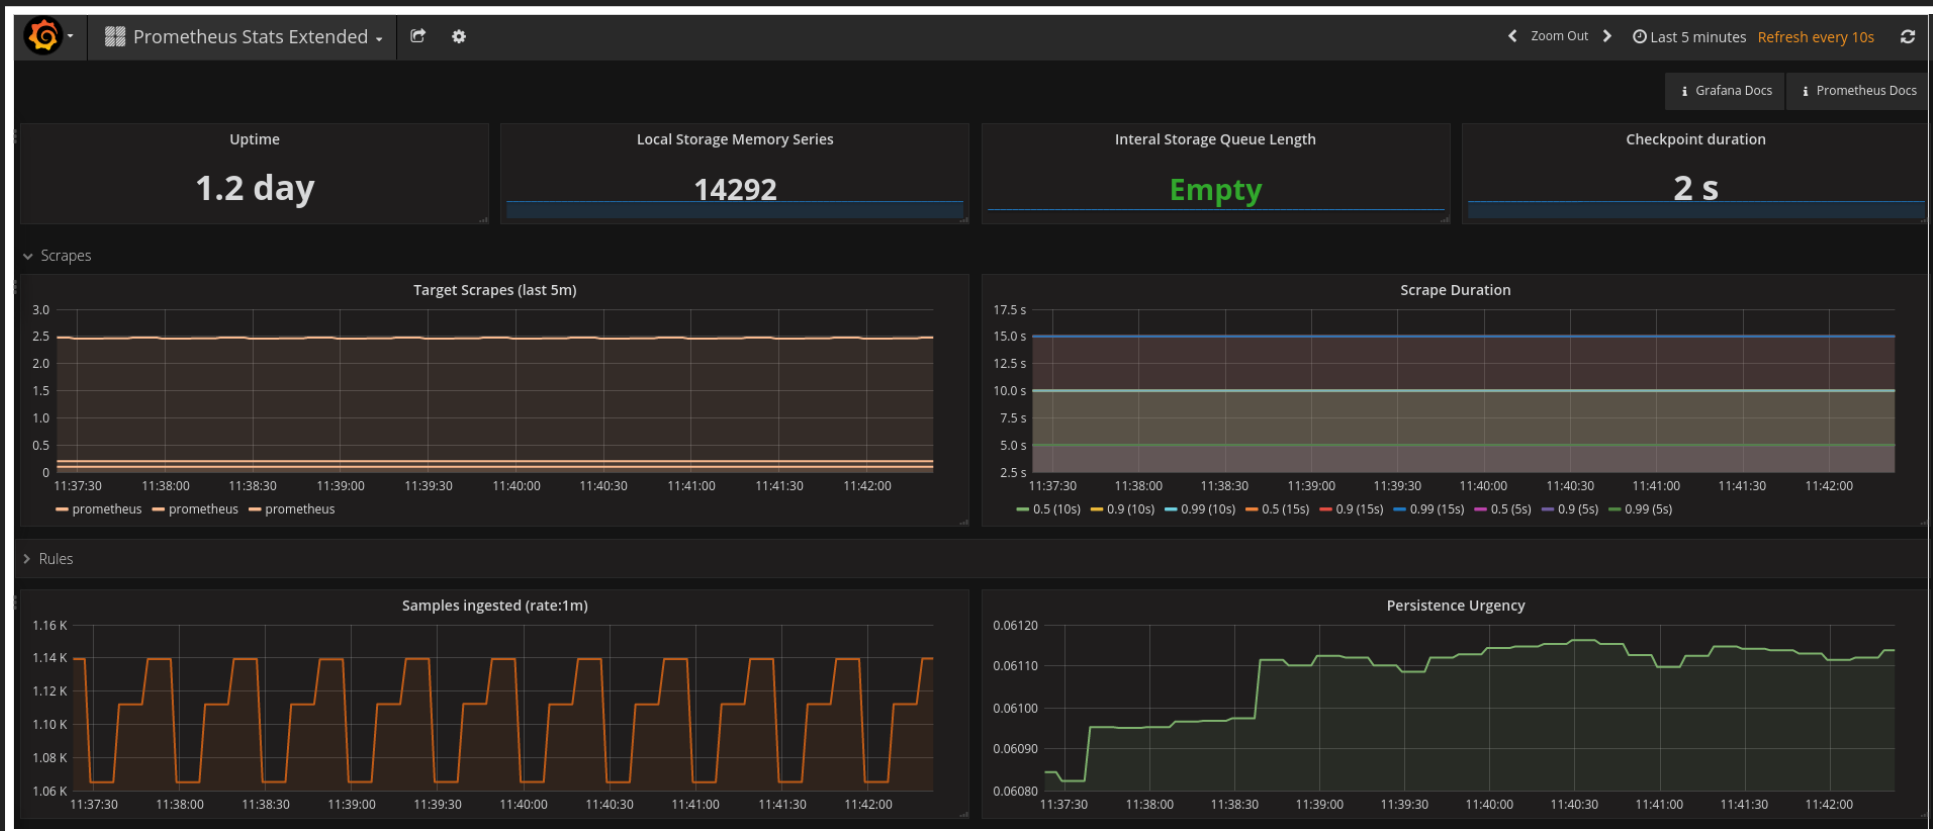 Prometheus Stats Extended
Zoom Out Last 5 minutes Refresh every 10s
i Grafana Docs i Prometheus Docs
Uptime
1.2 day
Local Storage Memory Series
14292
Interal Storage Queue Length
Empty
Checkpoint duration
2 s
Scrapes
Target Scrapes (last 5m)
3.0
2.5
2.0
1.5
1.0
0.5
0
11:37:30 11:38:00 11:38:30 11:39:00 11:39:30 11:40:00 11:40:30 11:41:00 11:41:30 11:42:00
prometheus prometheus prometheus
Scrape Duration
17.5 s
15.0 s
12.5 s
10.0 s
7.5 s
5.0 s
2.5 s
11:37:30 11:38:00 11:38:30 11:39:00 11:39:30 11:40:00 11:40:30 11:41:00 11:41:30 11:42:00
0.5 (10s) 0.9 (10s) 0.99 (10s) 0.5 (15s) 0.9 (15s) 0.99 (15s) 0.5 (5s) 0.9 (5s) 0.99 (5s)
Rules
Samples ingested (rate:1m)
1.16 K
1.14 K
1.12 K
1.10 K
1.08 K
1.06 K
11:37:30 11:38:00 11:38:30 11:39:00 11:39:30 11:40:00 11:40:30 11:41:00 11:41:30 11:42:00
Persistence Urgency
0.06120
0.06110
0.06100
0.06090
0.06080
11:37:30 11:38:00 11:38:30 11:39:00 11:39:30 11:40:00 11:40:30 11:41:00 11:41:30 11:42:00